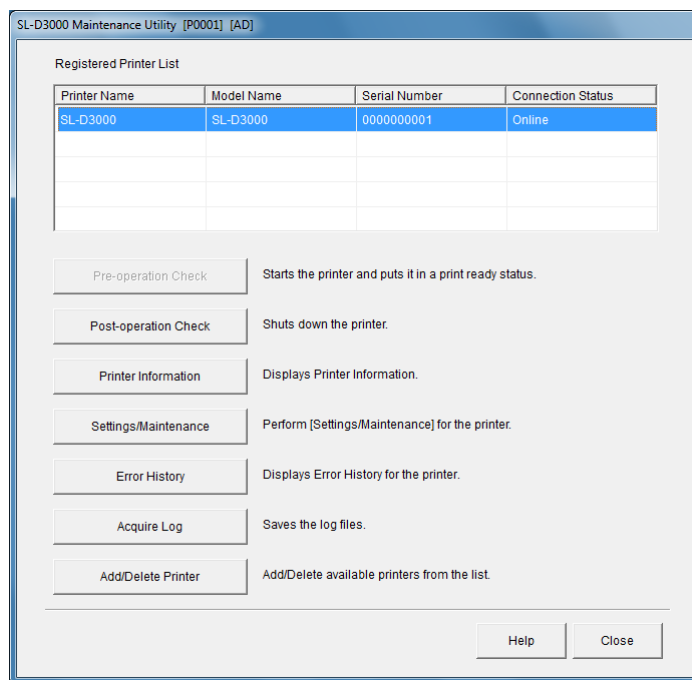 SL-D3000 Maintenance Utility [P0001] [AD]
Registered Printer List
Printer Name Model Name Serial Number Connection Status
SL-D3000 SL-D3000 0000000001 Online
Pre-operation Check Starts the printer and puts it in a print ready status.
Post-operation Check Shuts down the printer.
Printer Information Displays Printer Information.
Settings/Maintenance Perform [Settings/Maintenance] for the printer.
Error History Displays Error History for the printer.
Acquire Log Saves the log files.
Add/Delete Printer Add/Delete available printers from the list.
Help Close